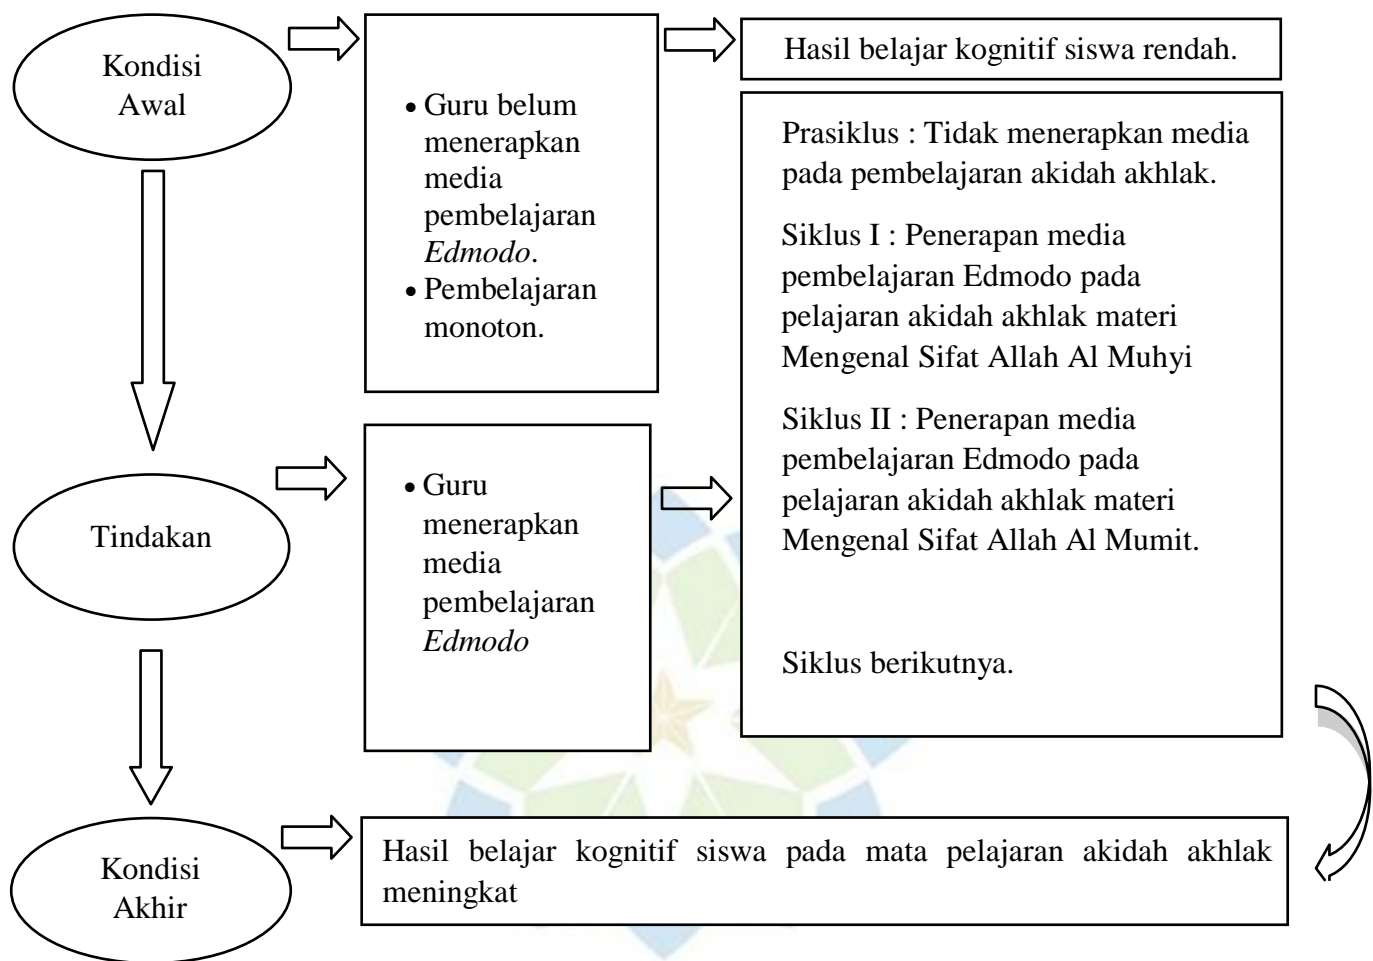 Kondisi
Awal
• Guru belum
menerapkan
media
pembelajaran
Edmodo.
• Pembelajaran
monoton.
Hasil belajar kognitif siswa rendah.
Prasiklus : Tidak menerapkan media
pada pembelajaran akidah akhlak.
Siklus I : Penerapan media
pembelajaran Edmodo pada
pelajaran akidah akhlak materi
Mengenal Sifat Allah Al Muhyi
Siklus II : Penerapan media
pembelajaran Edmodo pada
pelajaran akidah akhlak materi
Mengenal Sifat Allah Al Mumit.
Siklus berikutnya.
Tindakan
• Guru
menerapkan
media
pembelajaran
Edmodo
Kondisi
Akhir
Hasil belajar kognitif siswa pada mata pelajaran akidah akhlak
meningkat